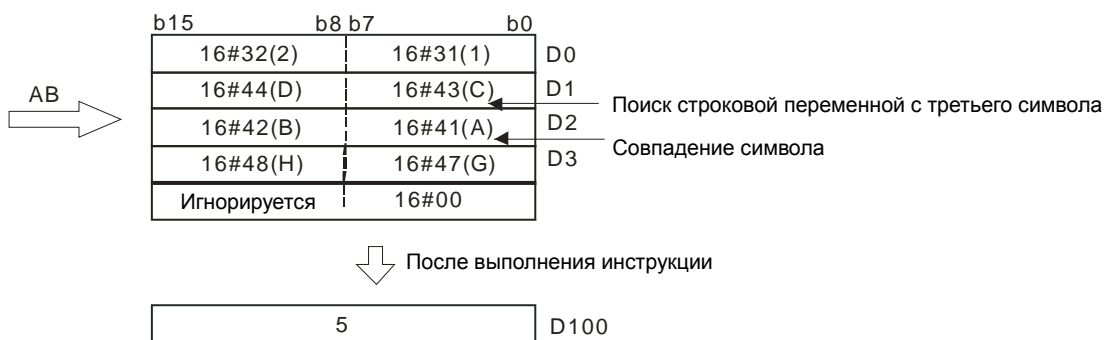 b15 b8 b7 b0
16#32(2) 16#31(1) D0
AB 16#44(D) 16#43(C) D1
Поиск строковой переменной с третьего символа
16#42(B) 16#41(A) D2
Совпадение символа
16#48(H) 16#47(G) D3
Игнорируется 16#00
После выполнения инструкции
5 D100